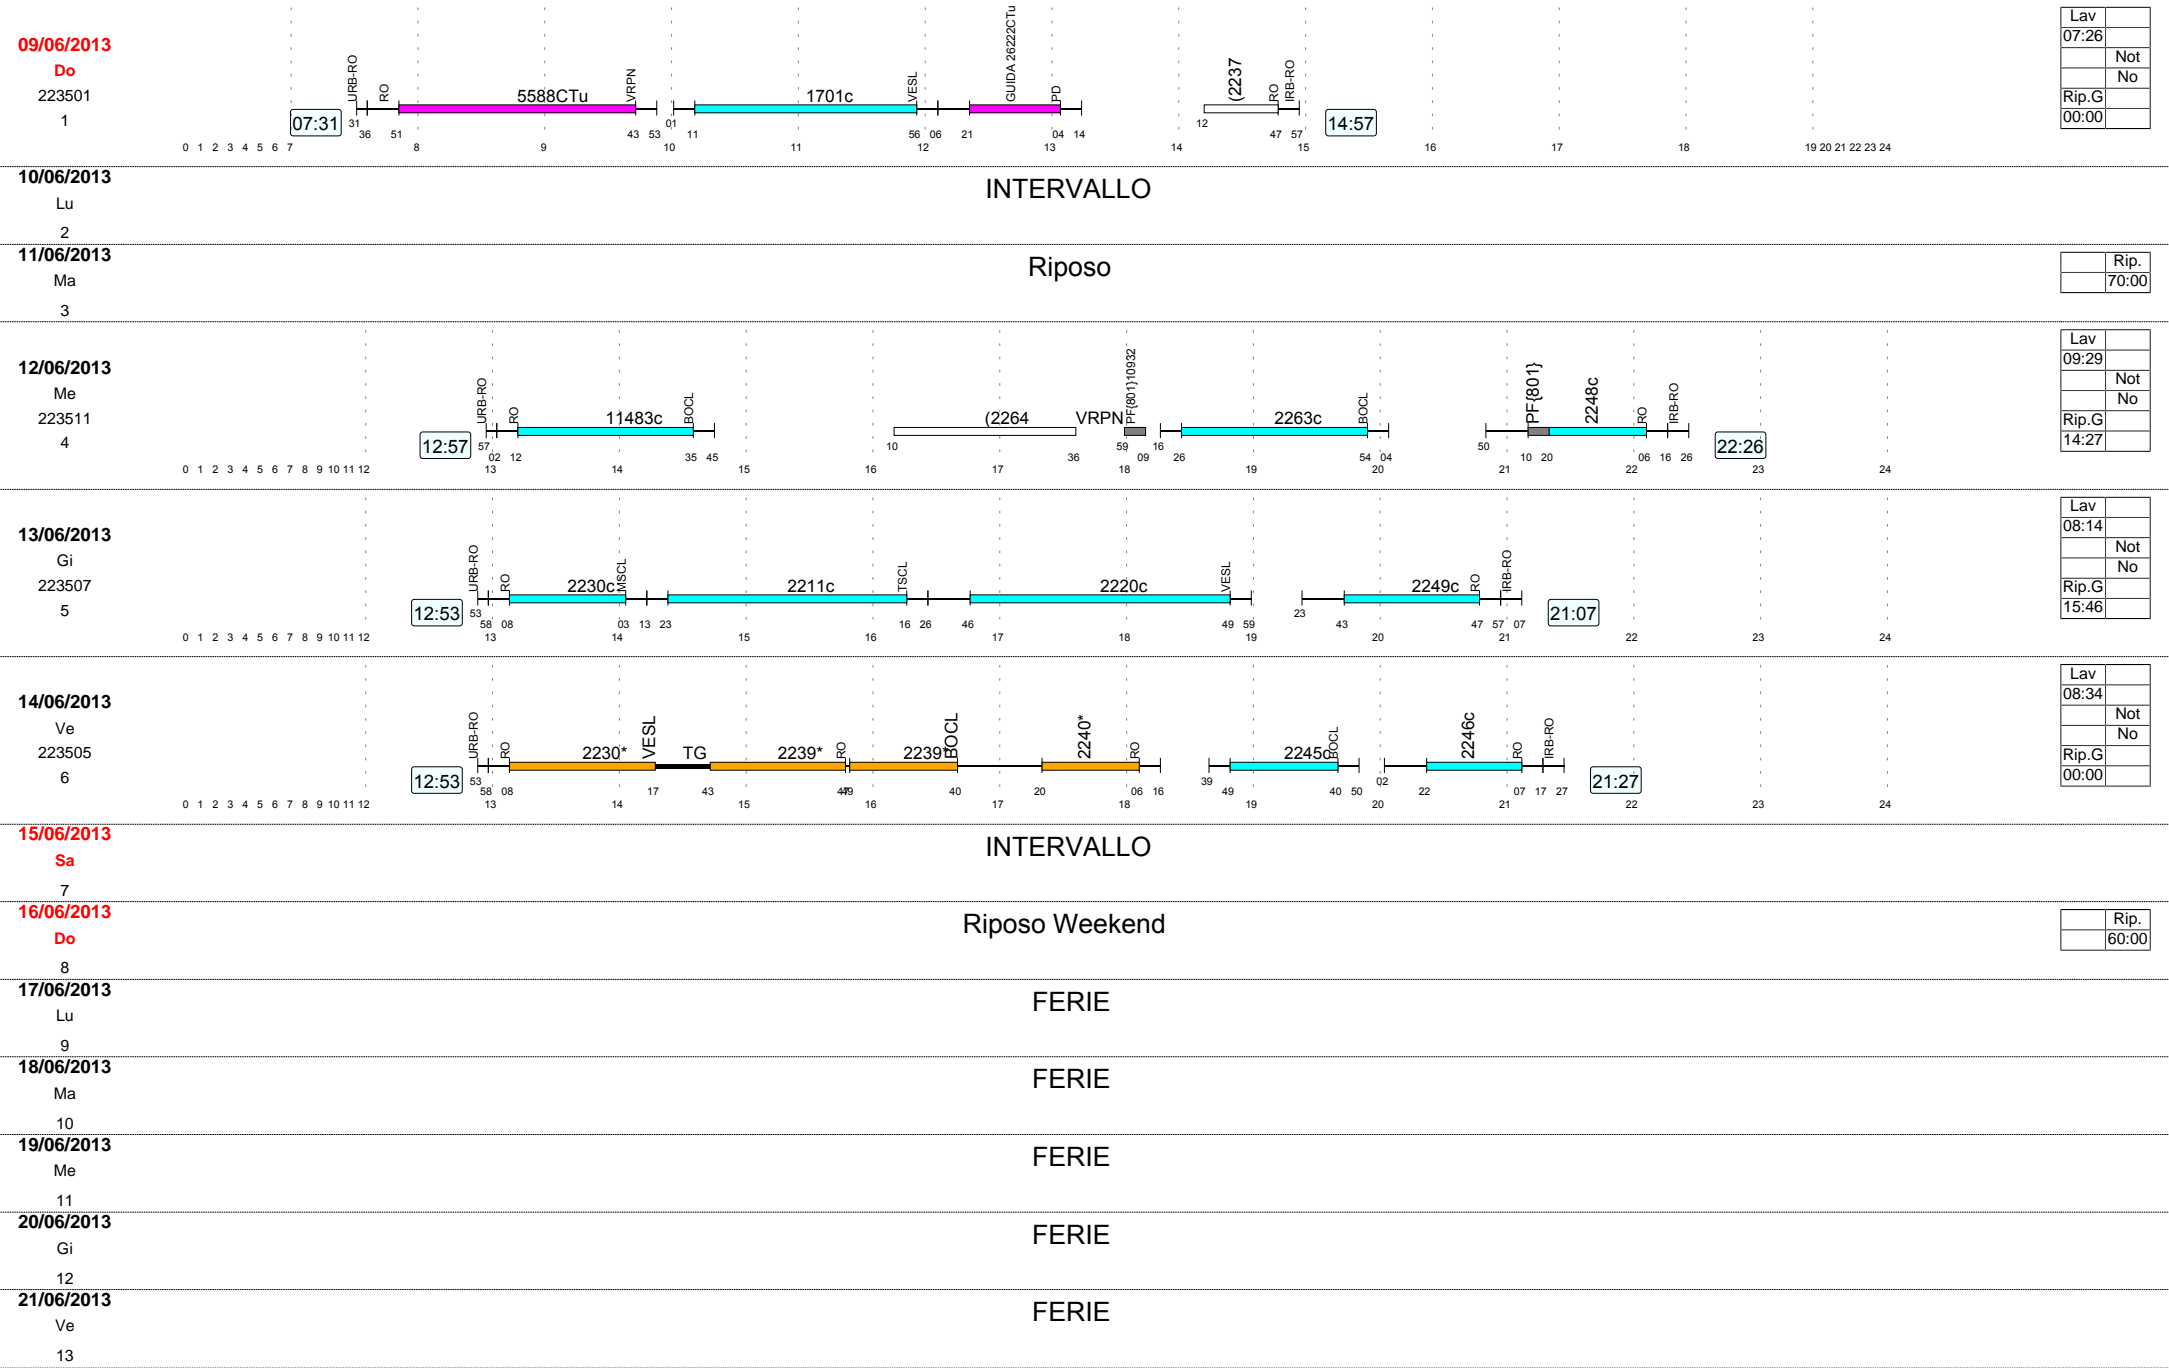 09/06/2013
Do
223501
1
07:31
URB-RO
RO
5588CTu
VRPN
1701c
VESL
GUIDA 26222CTu
PD
(2237
RO
IRB-RO
14:57
31 36 51 43 53 01 11 56 06 21 04 14 12 47 57
0 1 2 3 4 5 6 7 8 9 10 11 12 13 14 15 16 17 18 19 20 21 22 23 24
Lav
07:26
Not
No
Rip.G
00:00
10/06/2013
Lu
2
INTERVALLO
11/06/2013
Ma
3
Riposo
Rip.
70:00
12/06/2013
Me
223511
4
12:57
URB-RO
RO
11483c
BOCL
(2264
VRPN
PF{801}10932
2263c
BOCL
PF{801}
2248c
RO
IRB-RO
22:26
57 02 12 35 45 10 36 59 09 16 26 54 04 50 10 20 06 16 26
0 1 2 3 4 5 6 7 8 9 10 11 12 13 14 15 16 17 18 19 20 21 22 23 24
Lav
09:29
Not
No
Rip.G
14:27
13/06/2013
Gi
223507
5
12:53
URB-RO
RO
2230c
MSCL
2211c
TSCL
2220c
VESL
2249c
RO
IRB-RO
21:07
53 58 08 03 13 23 16 26 46 49 59 23 43 47 57 07
0 1 2 3 4 5 6 7 8 9 10 11 12 13 14 15 16 17 18 19 20 21 22 23 24
Lav
08:14
Not
No
Rip.G
15:46
14/06/2013
Ve
223505
6
12:53
URB-RO
RO
2230*
VESL
TG
2239*
RO
2239*
BOCL
2240*
RO
2245c
BOCL
2246c
RO
IRB-RO
21:27
53 58 08 17 43 47 49 40 20 06 16 39 49 40 50 02 22 07 17 27
0 1 2 3 4 5 6 7 8 9 10 11 12 13 14 15 16 17 18 19 20 21 22 23 24
Lav
08:34
Not
No
Rip.G
00:00
15/06/2013
Sa
7
INTERVALLO
16/06/2013
Do
8
Riposo Weekend
Rip.
60:00
17/06/2013
Lu
9
FERIE
18/06/2013
Ma
10
FERIE
19/06/2013
Me
11
FERIE
20/06/2013
Gi
12
FERIE
21/06/2013
Ve
13
FERIE